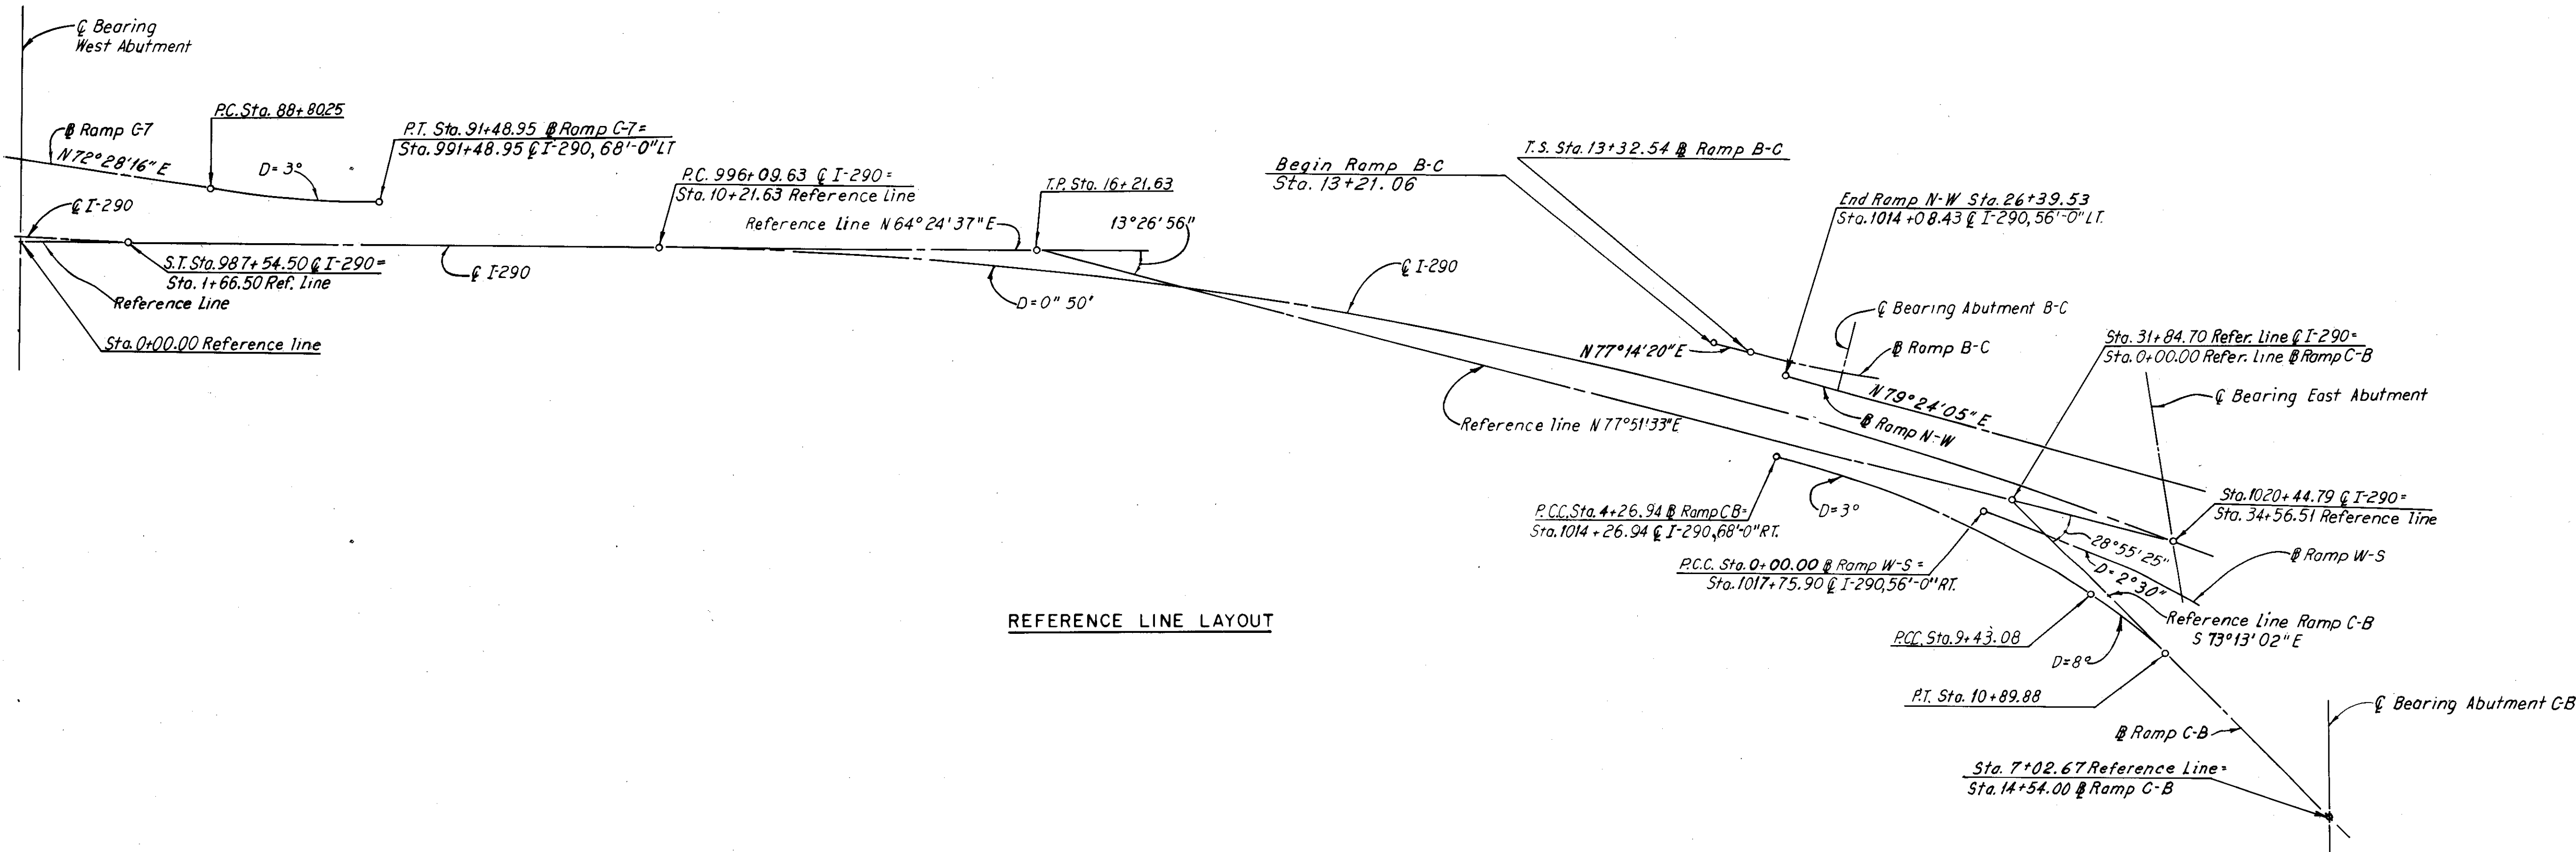 ℄ Bearing
West Abutment
P.C. Sta. 88+80.25
℄ Ramp C-7
N 72° 28' 16" E
D= 3°
P.T. Sta. 91+48.95 ℄ Ramp C-7 =
Sta. 991+48.95 ℄ I-290, 68'-0" LT
℄ I-290
S.T. Sta. 987+54.50 ℄ I-290 =
Sta. 1+66.50 Ref. Line
Reference Line
Sta. 0+00.00 Reference line
℄ I-290
P.C. 996+09.63 ℄ I-290 =
Sta. 10+21.63 Reference Line
Reference Line N 64° 24' 37" E
T.P. Sta. 16+21.63
13° 26' 56"
D= 0" 50'
Begin Ramp B-C
Sta. 13+21.06
T.S. Sta. 13+32.54 ℄ Ramp B-C
℄ I-290
End Ramp N-W Sta. 26+39.53
Sta. 1014+08.43 ℄ I-290, 56'-0" LT.
℄ Bearing Abutment B-C
N 77° 14' 20" E
℄ Ramp B-C
Sta. 31+84.70 Refer. line ℄ I-290 =
Sta. 0+00.00 Refer. line ℄ Ramp C-B
℄ Bearing East Abutment
N 79° 24' 05" E
℄ Ramp N-W
Reference line N 77° 51' 33" E
P.C.C. Sta. 4+26.94 ℄ Ramp CB =
Sta. 1014+26.94 ℄ I-290, 68'-0" RT.
D= 3°
Sta. 1020+44.79 ℄ I-290 =
Sta. 34+56.51 Reference line
28° 55' 25"
℄ Ramp W-S
D= 2° 30"
P.C.C. Sta. 0+00.00 ℄ Ramp W-S =
Sta. 1017+75.90 ℄ I-290, 56'-0" RT.
REFERENCE LINE LAYOUT
Reference Line Ramp C-B
S 73° 13' 02" E
P.C.C. Sta. 9+43.08
D= 8°
P.T. Sta. 10+89.88
℄ Bearing Abutment C-B
℄ Ramp C-B
Sta. 7+02.67 Reference Line =
Sta. 14+54.00 ℄ Ramp C-B